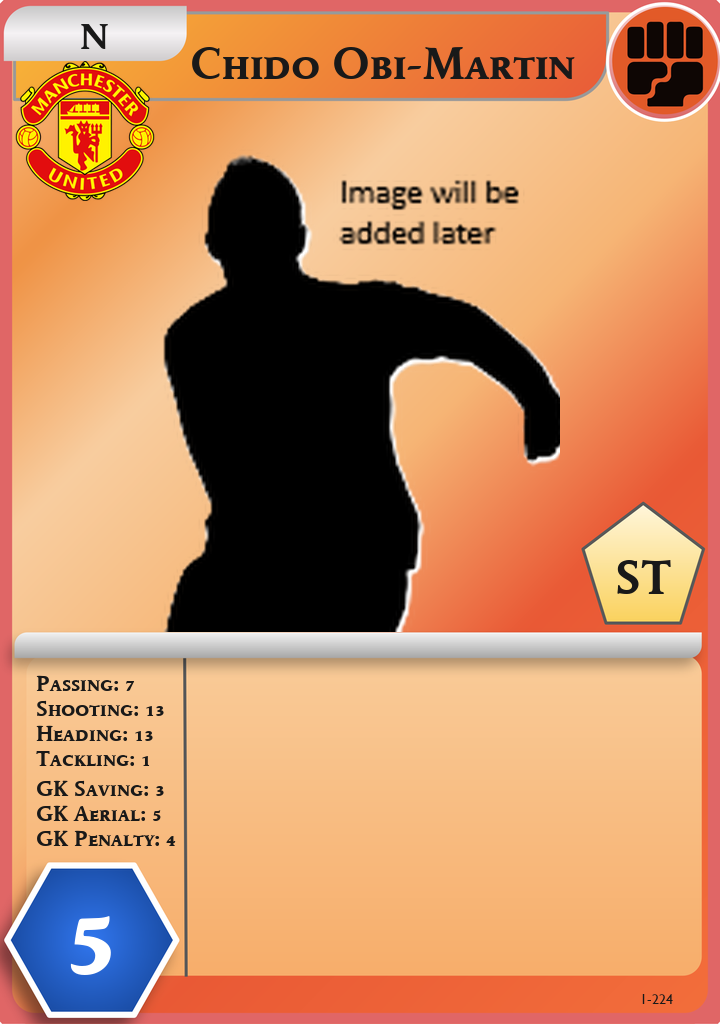 N
Chido Obi-Martin
MANCHESTER
UNITED
Image will be
added later
ST
Passing: 7
Shooting: 13
Heading: 13
Tackling: 1
GK Saving: 3
GK Aerial: 5
GK Penalty: 4
5
1-224